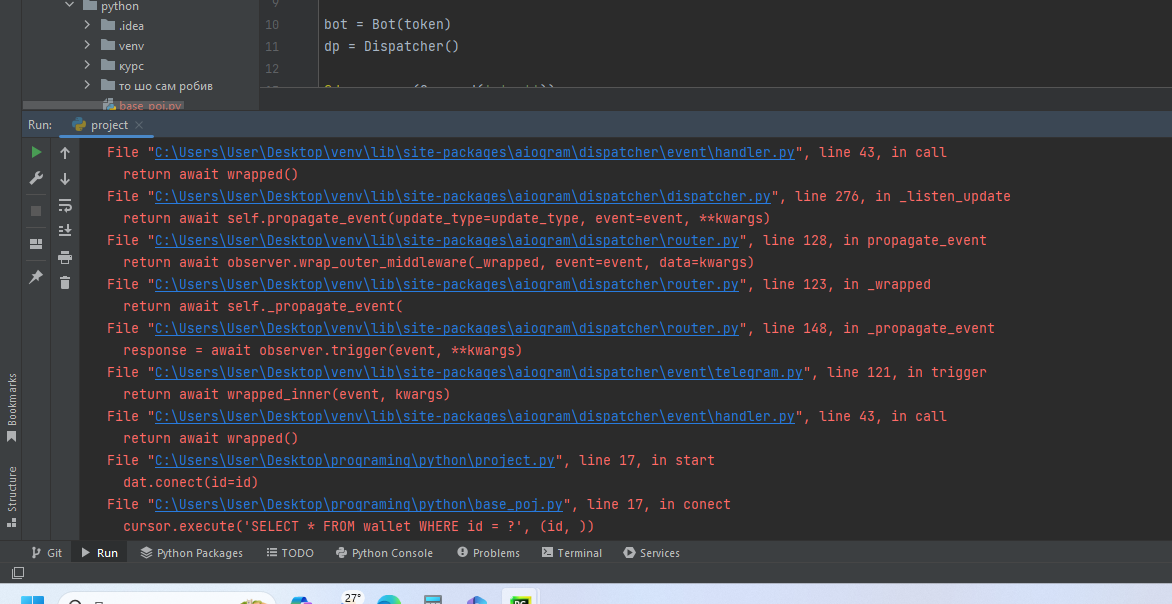 python
.idea
venv
курс
то шо сам робив
base_poj.py
9
10 bot = Bot(token)
11 dp = Dispatcher()
12
Run: project
File "C:\Users\User\Desktop\venv\lib\site-packages\aiogram\dispatcher\event\handler.py", line 43, in call
return await wrapped()
File "C:\Users\User\Desktop\venv\lib\site-packages\aiogram\dispatcher\dispatcher.py", line 276, in _listen_update
return await self.propagate_event(update_type=update_type, event=event, **kwargs)
File "C:\Users\User\Desktop\venv\lib\site-packages\aiogram\dispatcher\router.py", line 128, in propagate_event
return await observer.wrap_outer_middleware(_wrapped, event=event, data=kwargs)
File "C:\Users\User\Desktop\venv\lib\site-packages\aiogram\dispatcher\router.py", line 123, in _wrapped
return await self._propagate_event(
File "C:\Users\User\Desktop\venv\lib\site-packages\aiogram\dispatcher\router.py", line 148, in _propagate_event
response = await observer.trigger(event, **kwargs)
File "C:\Users\User\Desktop\venv\lib\site-packages\aiogram\dispatcher\event\telegram.py", line 121, in trigger
return await wrapped_inner(event, kwargs)
File "C:\Users\User\Desktop\venv\lib\site-packages\aiogram\dispatcher\event\handler.py", line 43, in call
return await wrapped()
File "C:\Users\User\Desktop\programing\python\project.py", line 17, in start
dat.conect(id=id)
File "C:\Users\User\Desktop\programing\python\base_poj.py", line 17, in conect
cursor.execute('SELECT * FROM wallet WHERE id = ?', (id, ))
Bookmarks
Structure
Git Run Python Packages TODO Python Console Problems Terminal Services
27°
PC